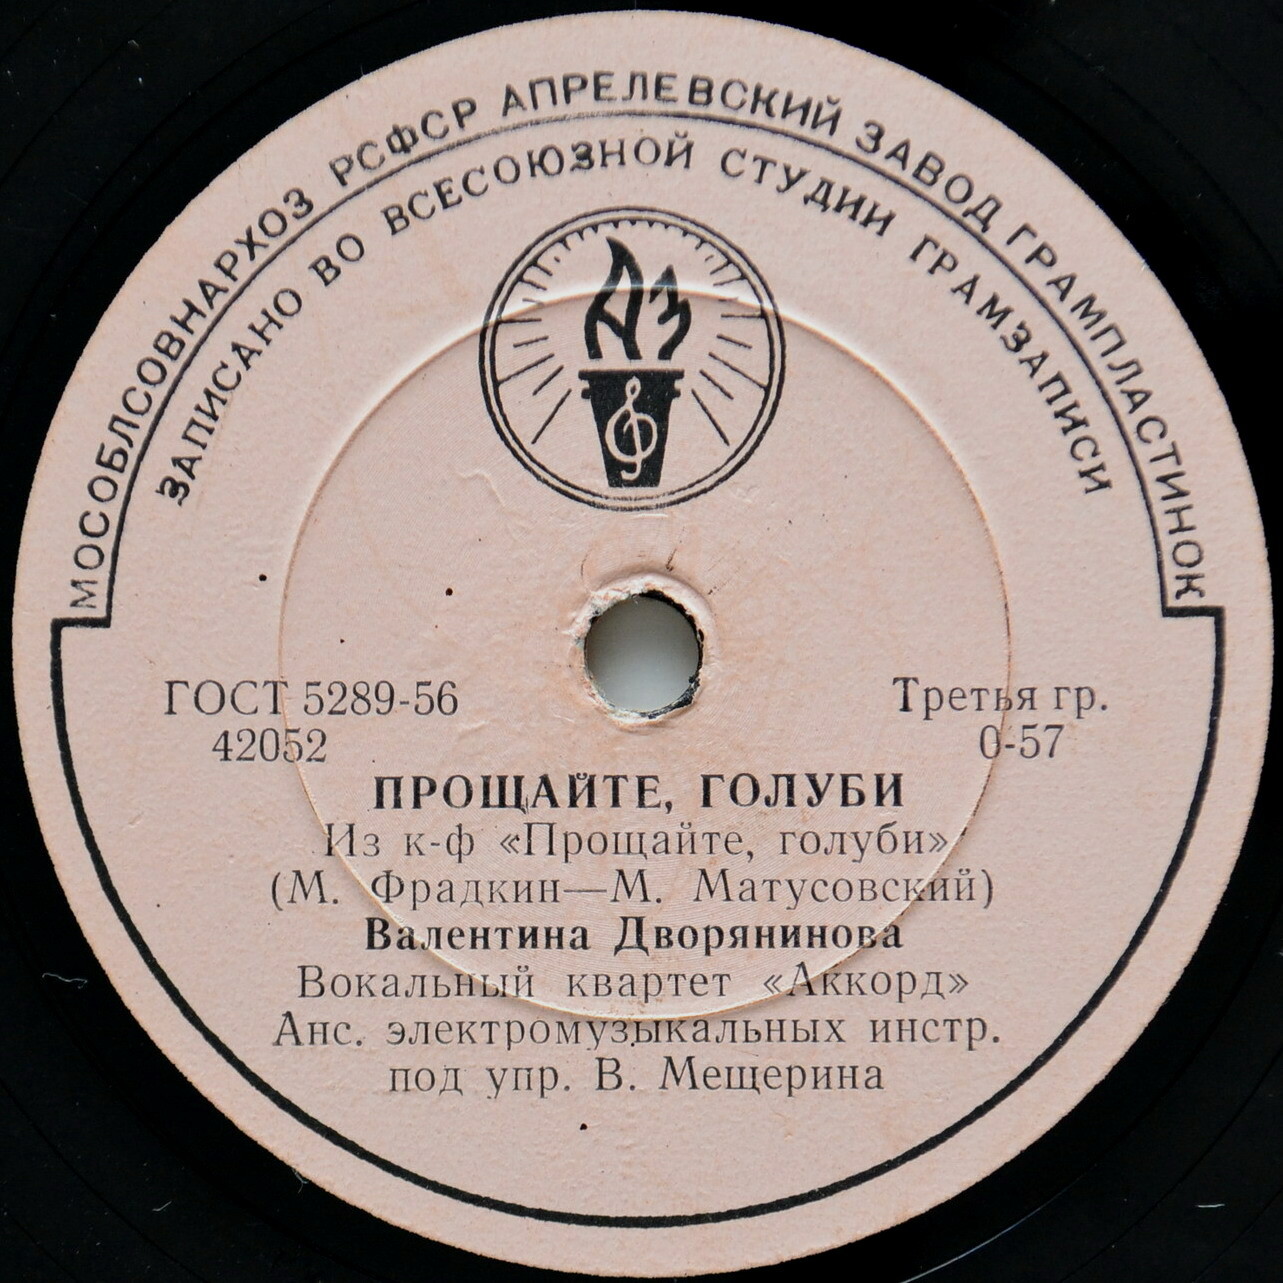 МОСОБЛСОВНАРХОЗ РСФСР АПРЕЛЕВСКИЙ ЗАВОД ГРАМПЛАСТИНОК
ЗАПИСАНО ВО ВСЕСОЮЗНОЙ СТУДИИ ГРАМЗАПИСИ
АЗ
ГОСТ 5289-56
42052
Третья гр.
0-57
ПРОЩАЙТЕ, ГОЛУБИ
Из к-ф «Прощайте, голуби»
(М. Фрадкин—М. Матусовский)
Валентина Дворянинова
Вокальный квартет «Аккорд»
Анс. электромузыкальных инстр.
под упр. В. Мещерина